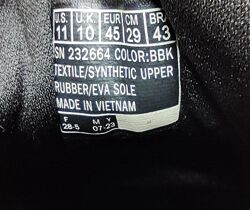 U.S. U.K. EUR CM BR
11 10 45 29 43
SN 232664 COLOR:BBK
TEXTILE/SYNTHETIC UPPER
RUBBER/EVA SOLE
MADE IN VIETNAM
F M Y
28-5 07-23